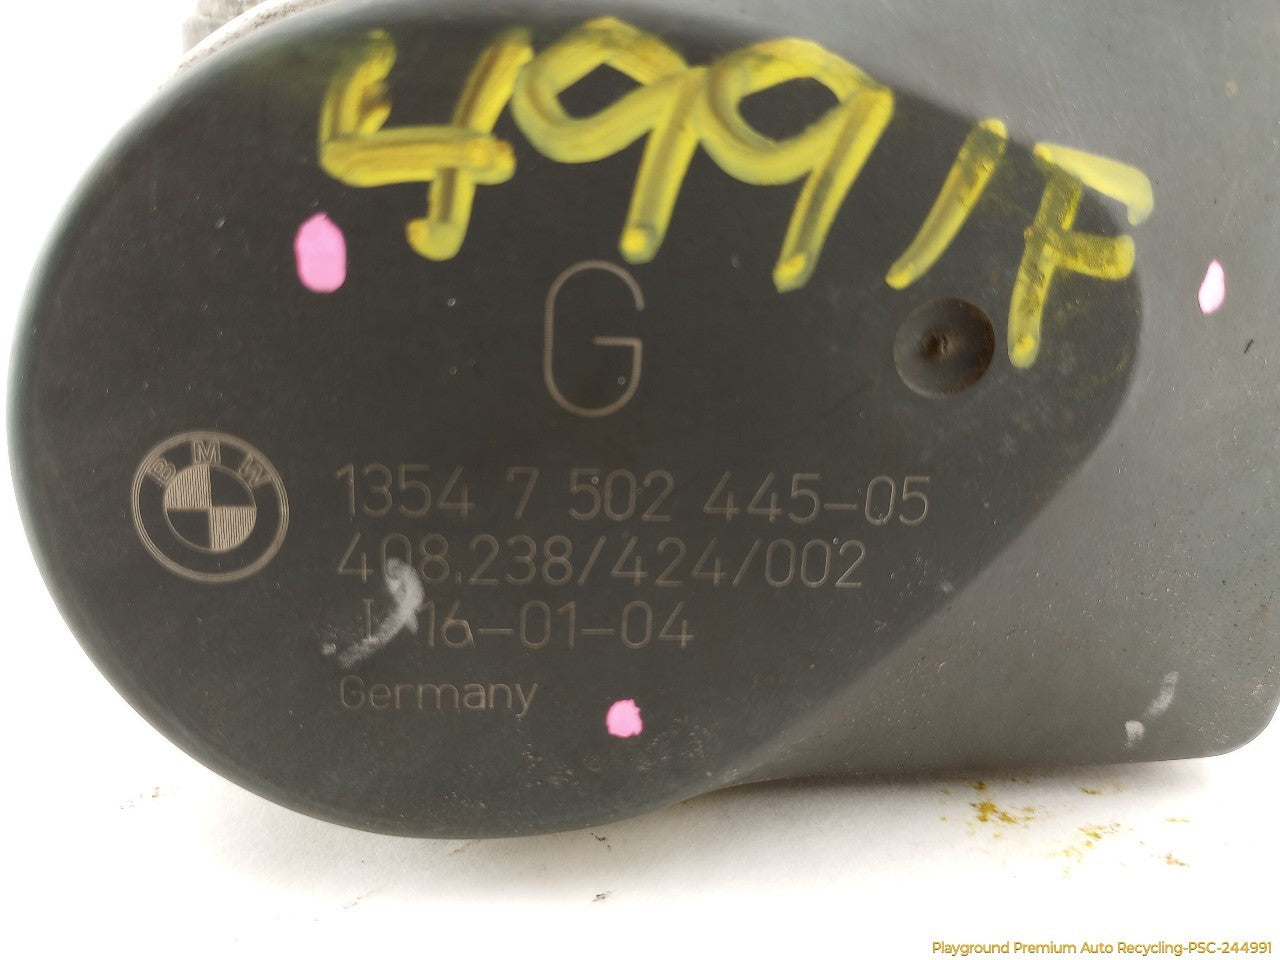 4991F
G
BMW
1354 7 502 445-05
408.238/424/002
16-01-04
Germany
Playground Premium Auto Recycling-PSC-244991